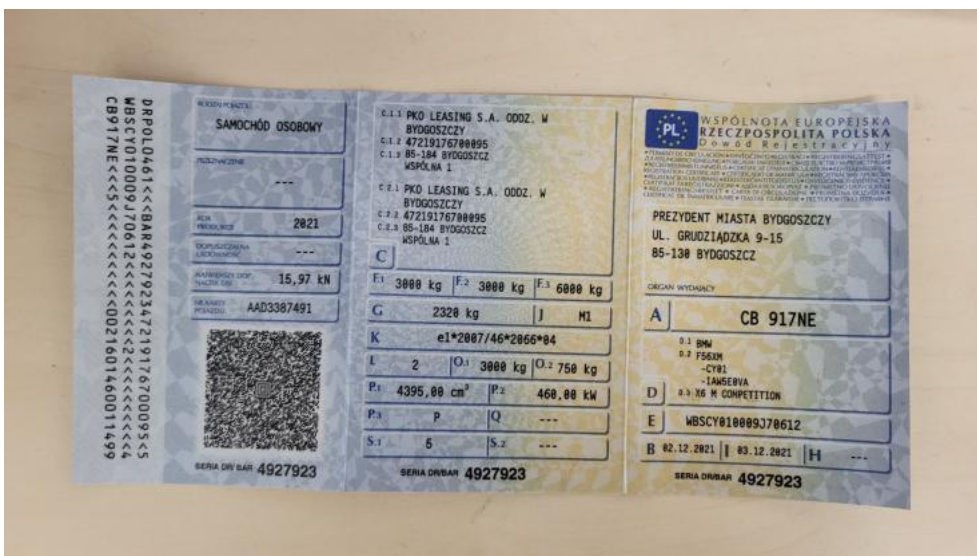 DRPOL0461<<<BAR49279234721917670​0095<5
WBSCY010009J70612<<<<<<<<2<<<<<<<4
CB917NE<<5<<<<<<<<0021601460011499
RODZAJ POJAZDU
SAMOCHÓD OSOBOWY
PRZEZNACZENIE
---
ROK PRODUKCJI
2021
DOPUSZCZALNA ŁADOWNOŚĆ
---
NAJWIĘKSZY DOP. NACISK OSI
15,97 kN
NR KARTY POJAZDU
AAD3387491
SERIA DR/BAR 4927923
C.1.1 PKO LEASING S.A. ODDZ. W
BYDGOSZCZY
C.1.2 47219176700095
C.1.3 85-184 BYDGOSZCZ
WSPÓLNA 1
C.2.1 PKO LEASING S.A. ODDZ. W
BYDGOSZCZY
C.2.2 47219176700095
C.2.3 85-184 BYDGOSZCZ
WSPÓLNA 1
C
F.1 3000 kg F.2 3000 kg F.3 6000 kg
G 2320 kg J M1
K e1*2007/46*2066*04
L 2 O.1 3000 kg O.2 750 kg
P.1 4395,00 cm³ P.2 460,00 kW
P.3 P Q ---
S.1 5 S.2 ---
SERIA DR/BAR 4927923
PL
WSPÓLNOTA EUROPEJSKA
RZECZPOSPOLITA POLSKA
Dowód Rejestracyjny
PREZYDENT MIASTA BYDGOSZCZY
UL. GRUDZIĄDZKA 9-15
85-130 BYDGOSZCZ
ORGAN WYDAJĄCY
A CB 917NE
D.1 BMW
D.2 F56XM
-CY01
-IAW5E0VA
D D.3 X6 M COMPETITION
E WBSCY010009J70612
B 02.12.2021 I 03.12.2021 H ---
SERIA DR/BAR 4927923